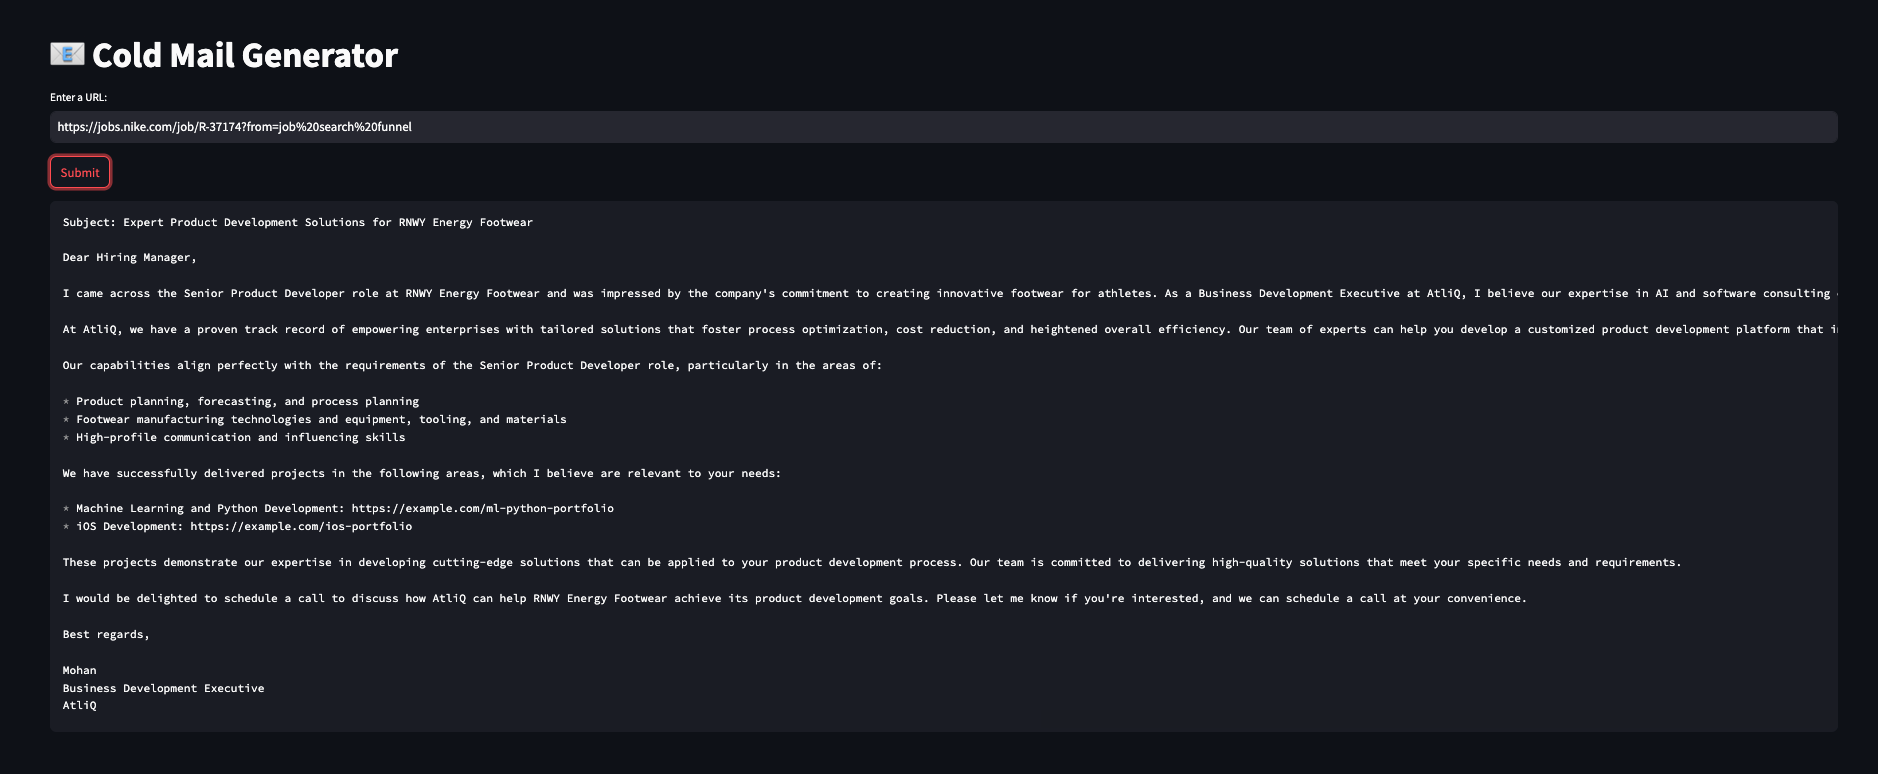 Cold Mail Generator
Enter a URL:
https://jobs.nike.com/job/R-37174?from=job%20search%20funnel
Submit
Subject: Expert Product Development Solutions for RNWY Energy Footwear
Dear Hiring Manager,
I came across the Senior Product Developer role at RNWY Energy Footwear and was impressed by the company's commitment to creating innovative footwear for athletes. As a Business Development Executive at AtliQ, I believe our expertise in AI and software consulting
At AtliQ, we have a proven track record of empowering enterprises with tailored solutions that foster process optimization, cost reduction, and heightened overall efficiency. Our team of experts can help you develop a customized product development platform that
Our capabilities align perfectly with the requirements of the Senior Product Developer role, particularly in the areas of:
* Product planning, forecasting, and process planning
* Footwear manufacturing technologies and equipment, tooling, and materials
* High-profile communication and influencing skills
We have successfully delivered projects in the following areas, which I believe are relevant to your needs:
* Machine Learning and Python Development: https://example.com/ml-python-portfolio
* iOS Development: https://example.com/ios-portfolio
These projects demonstrate our expertise in developing cutting-edge solutions that can be applied to your product development process. Our team is committed to delivering high-quality solutions that meet your specific needs and requirements.
I would be delighted to schedule a call to discuss how AtliQ can help RNWY Energy Footwear achieve its product development goals. Please let me know if you're interested, and we can schedule a call at your convenience.
Best regards,
Mohan
Business Development Executive
AtliQ